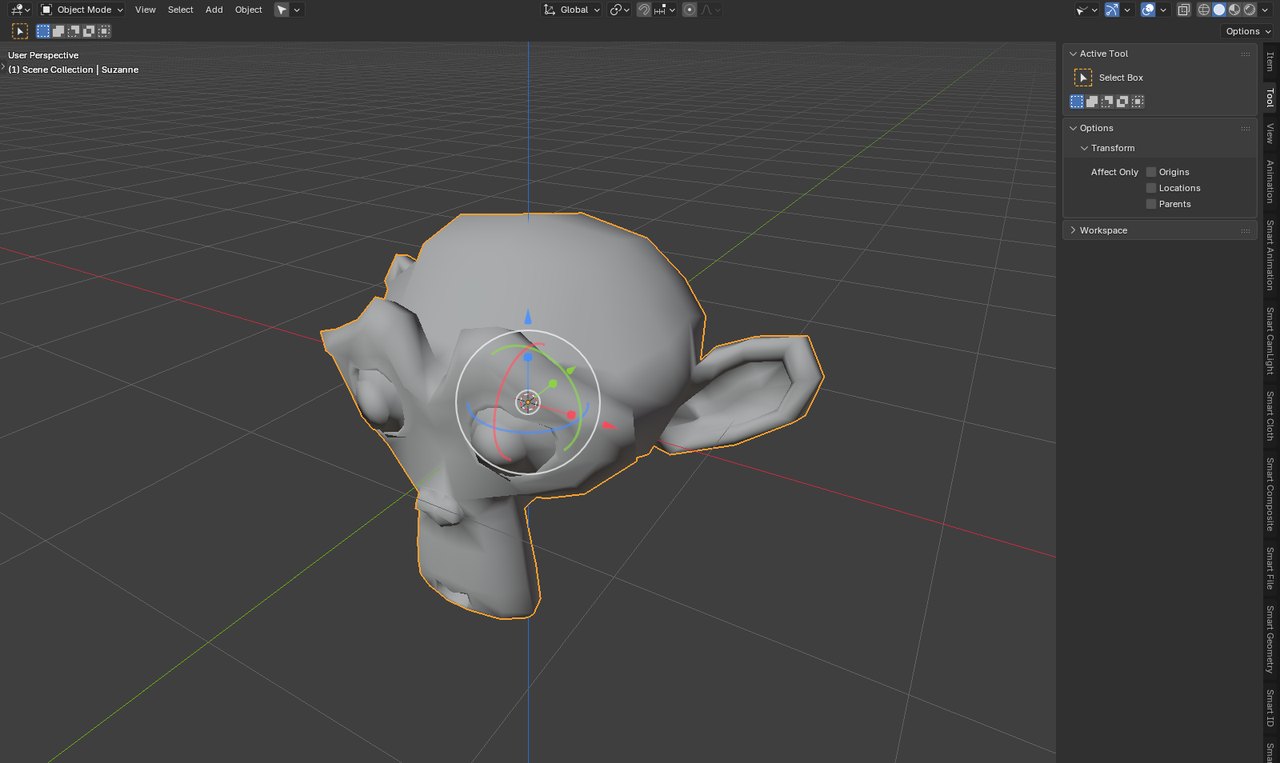 Object Mode View Select Add Object Global
Options
User Perspective
(1) Scene Collection | Suzanne
Active Tool
Select Box
Options
Transform
Affect Only Origins
Locations
Parents
Workspace
Item
Tool
View
Animation
Smart Animation
Smart CamLight
Smart Cloth
Smart Composite
Smart File
Smart Geometry
Smart ID